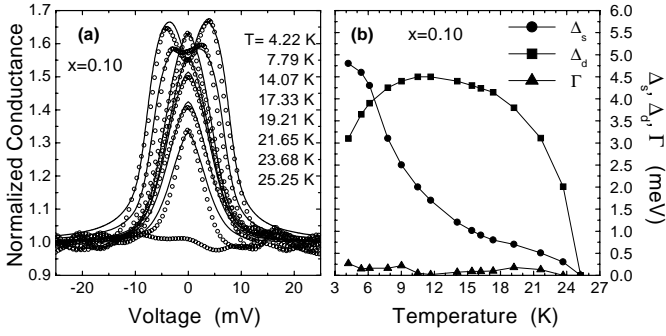 (a)
x=0.10
T= 4.22 K
7.79 K
14.07 K
17.33 K
19.21 K
21.65 K
23.68 K
25.25 K
Normalized Conductance
1.7
1.6
1.5
1.4
1.3
1.2
1.1
1.0
0.9
-20 -10 0 10 20
Voltage (mV)
(b)
x=0.10
Δs
Δd
Γ
6.0
5.5
5.0
4.5
4.0
3.5
3.0
2.5
2.0
1.5
1.0
0.5
0.0
Δs, Δd, Γ (meV)
3 6 9 12 15 18 21 24 27
Temperature (K)